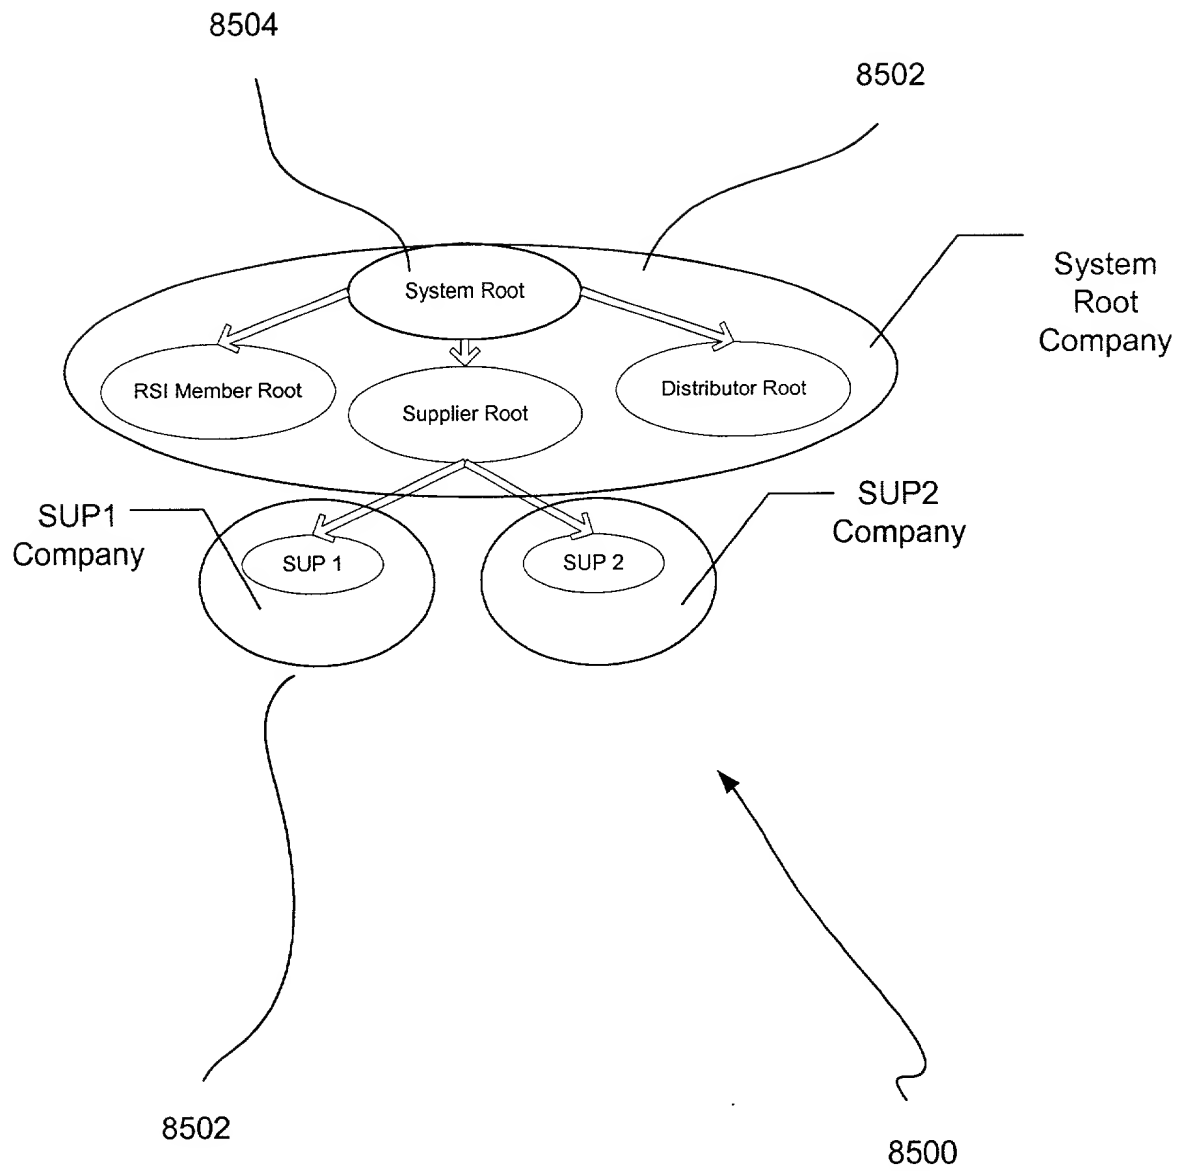 8504
8502
System Root
System
Root
Company
RSI Member Root
Supplier Root
Distributor Root
SUP1
Company
SUP2
Company
SUP 1
SUP 2
8502
8500